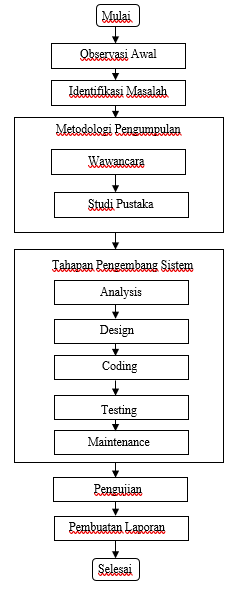 Mulai
Observasi Awal
Identifikasi Masalah
Metodologi Pengumpulan
Wawancara
Studi Pustaka
Tahapan Pengembang Sistem
Analysis
Design
Coding
Testing
Maintenance
Pengujian
Pembuatan Laporan
Selesai